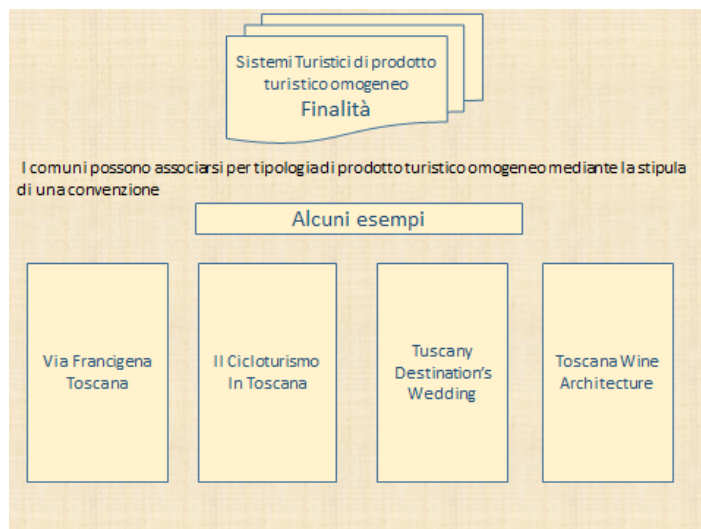 Sistemi Turistici di prodotto
turistico omogeneo
Finalità
I comuni possono associarsi per tipologia di prodotto turistico omogeneo mediante la stipula
di una convenzione
Alcuni esempi
Via Francigena
Toscana
Il Cicloturismo
In Toscana
Tuscany
Destination's
Wedding
Toscana Wine
Architecture